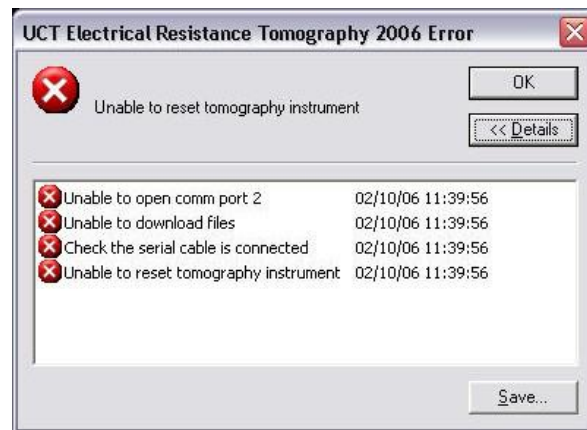 UCT Electrical Resistance Tomography 2006 Error
Unable to reset tomography instrument
OK
<< Details
Unable to open comm port 2 02/10/06 11:39:56
Unable to download files 02/10/06 11:39:56
Check the serial cable is connected 02/10/06 11:39:56
Unable to reset tomography instrument 02/10/06 11:39:56
Save...